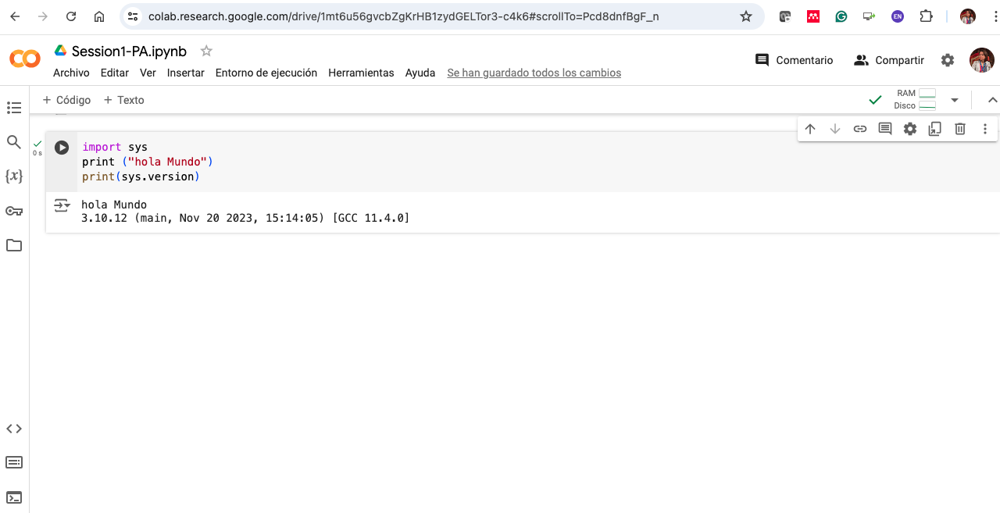 colab.research.google.com/drive/1mt6u56gvcbZgKrHB1zydGELTor3-c4k6#scrollTo=Pcd8dnfBgF_n
EN
Session1-PA.ipynb
Comentario
Compartir
Archivo Editar Ver Insertar Entorno de ejecución Herramientas Ayuda Se han guardado todos los cambios
+ Código + Texto
RAM
Disco
{x}
0 s
import sys
print ("hola Mundo")
print(sys.version)
hola Mundo
3.10.12 (main, Nov 20 2023, 15:14:05) [GCC 11.4.0]